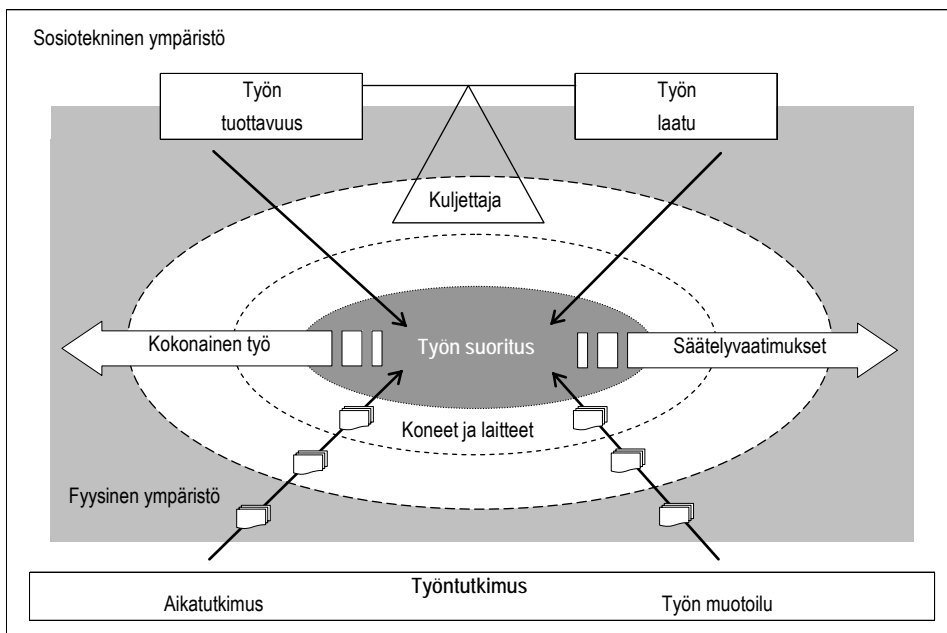 Sosiotekninen ympäristö
Työn
tuottavuus
Työn
laatu
Kuljettaja
Kokonainen työ
Työn suoritus
Säätelyvaatimukset
Koneet ja laitteet
Fyysinen ympäristö
Työntutkimus
Aikatutkimus
Työn muotoilu